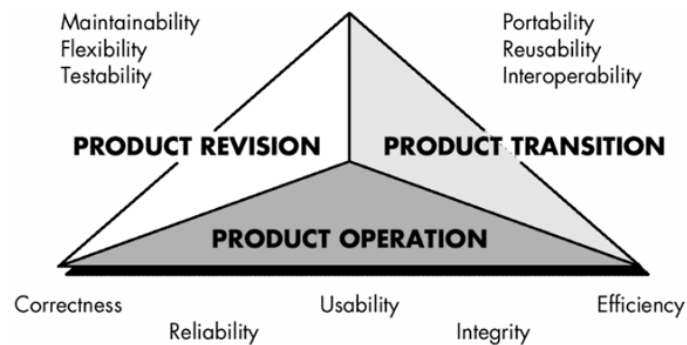 Maintainability
Flexibility
Testability
Portability
Reusability
Interoperability
PRODUCT REVISION
PRODUCT TRANSITION
PRODUCT OPERATION
Correctness
Usability
Efficiency
Reliability
Integrity